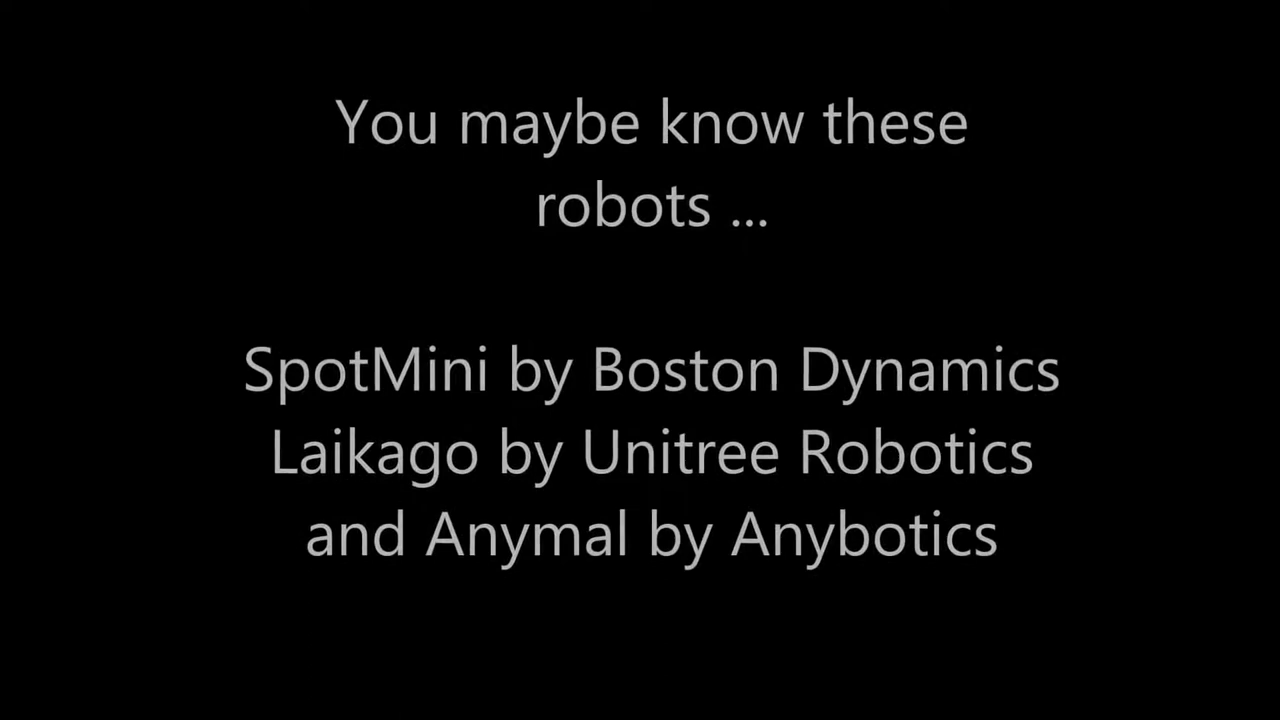 You maybe know these
robots ...
SpotMini by Boston Dynamics
Laikago by Unitree Robotics
and Anymal by Anybotics